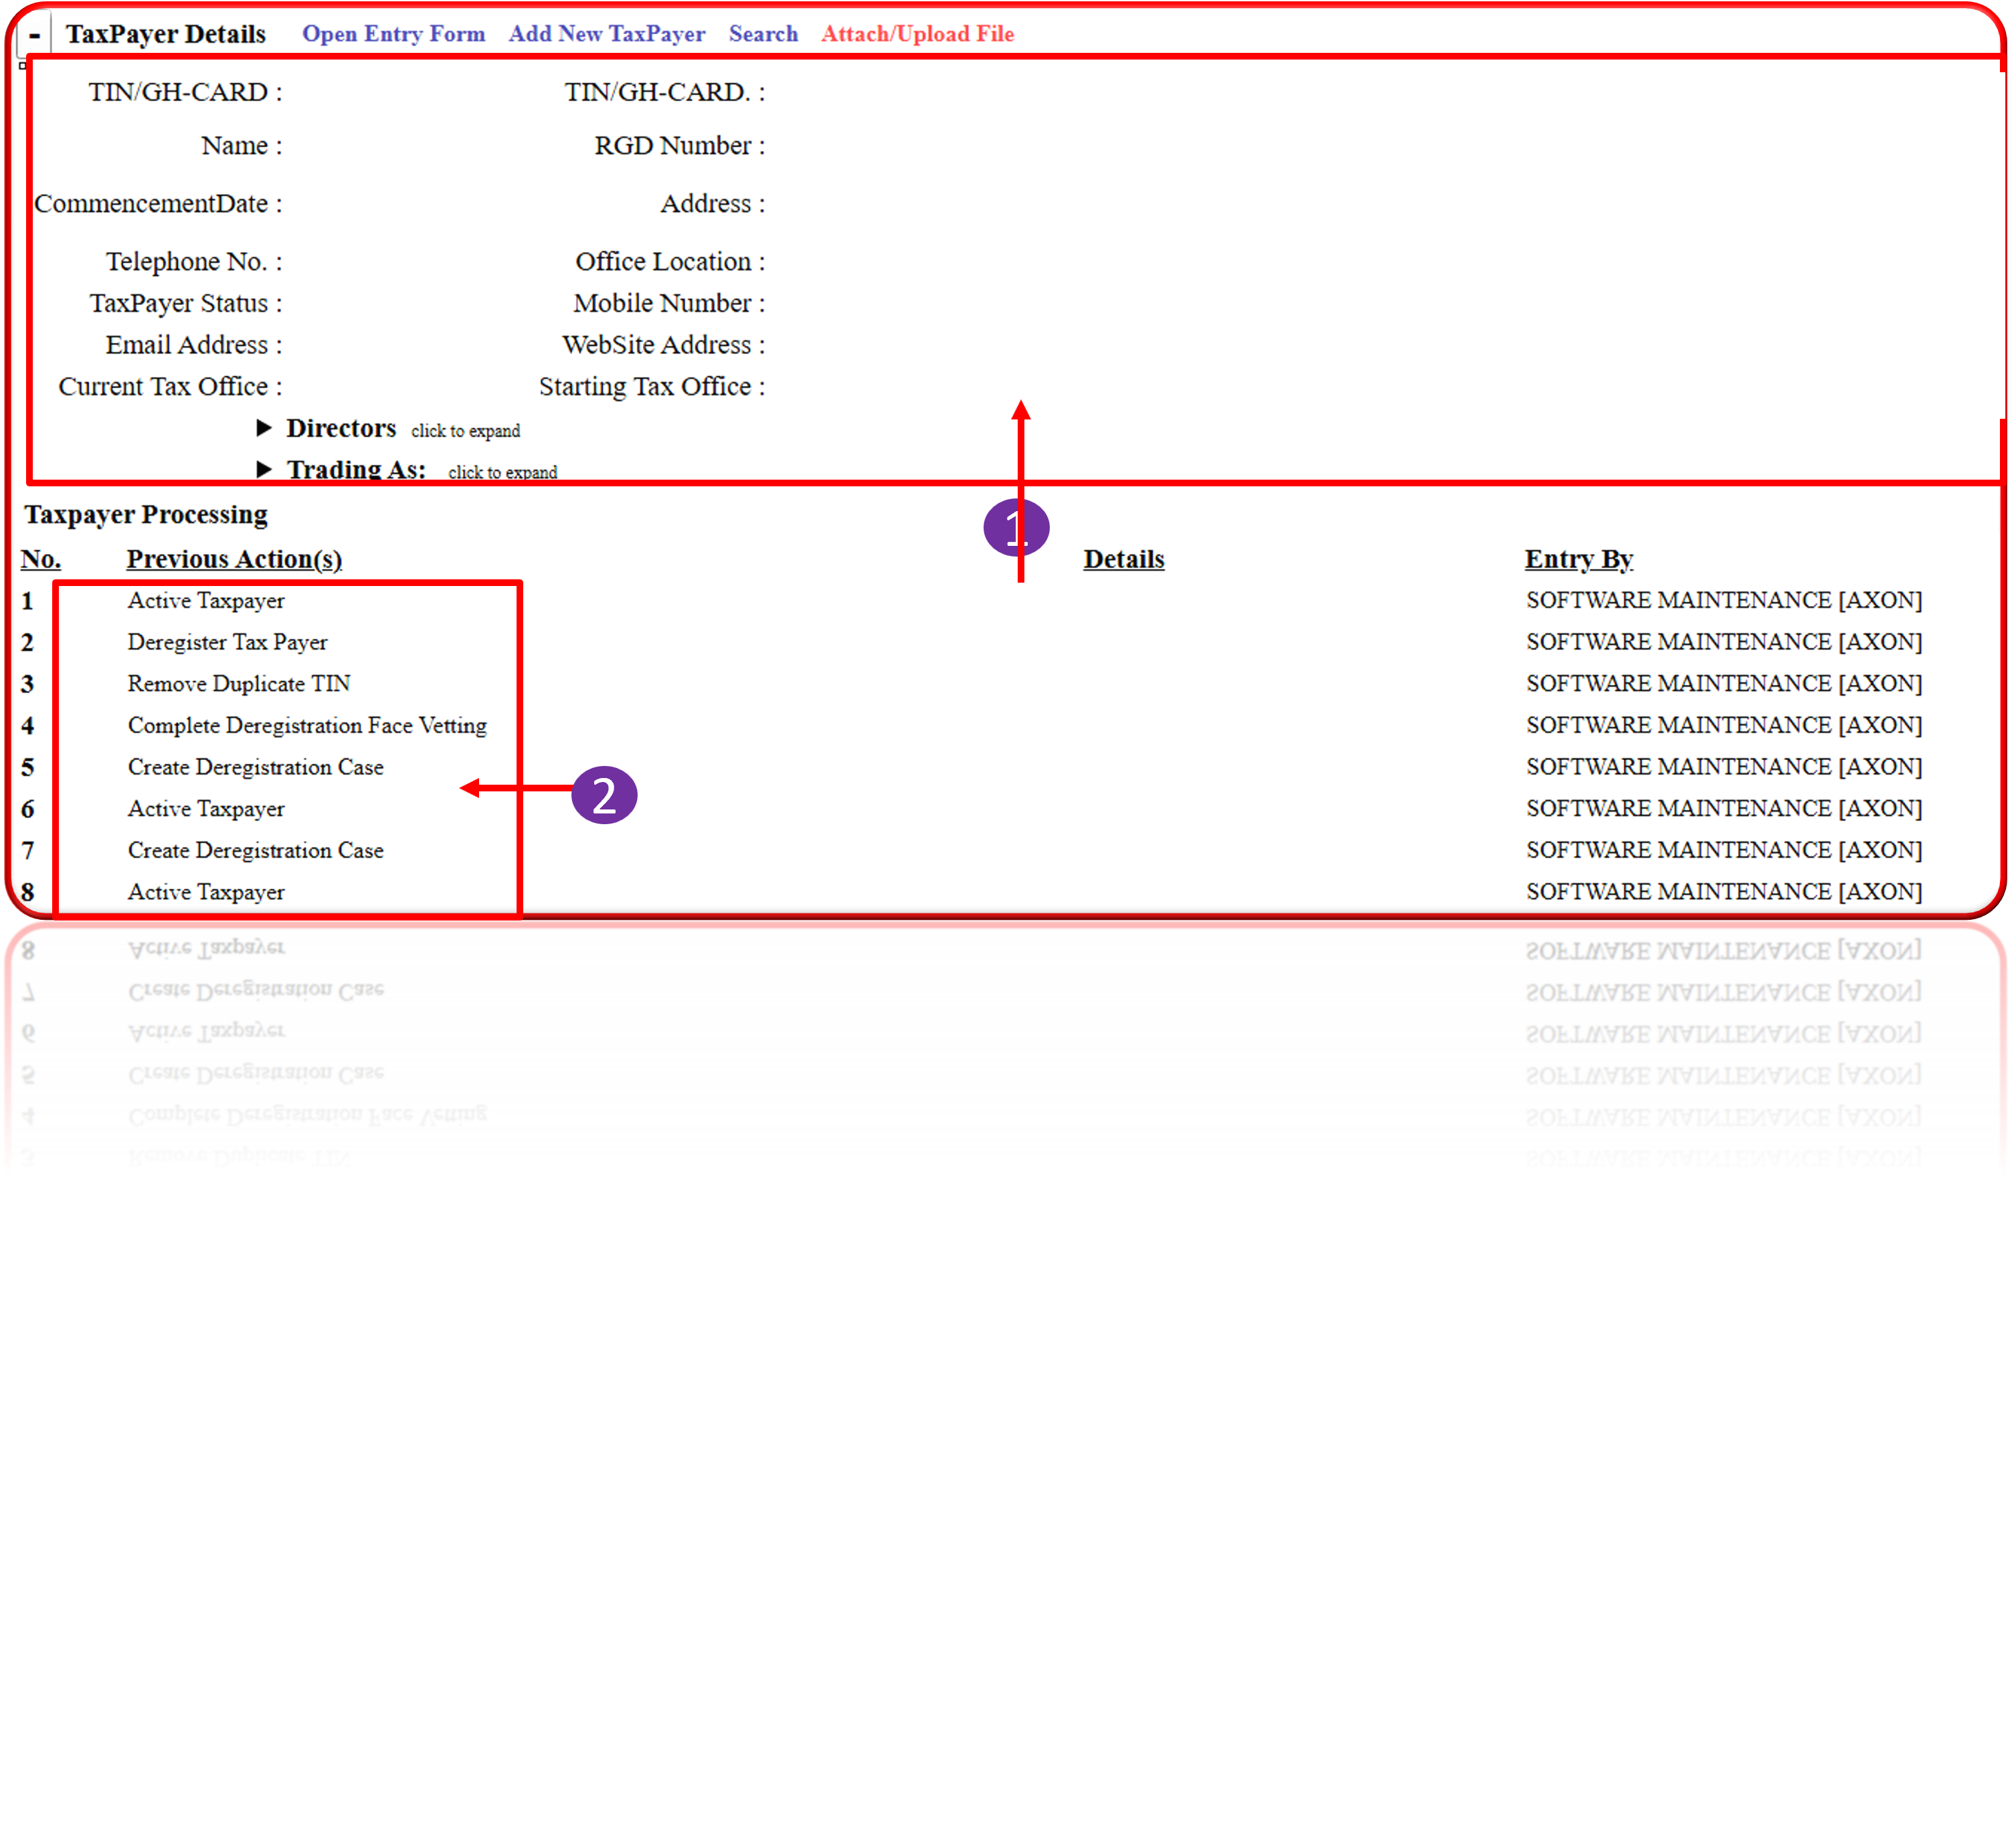 - TaxPayer Details Open Entry Form Add New TaxPayer Search Attach/Upload File
TIN/GH-CARD : TIN/GH-CARD. :
Name : RGD Number :
CommencementDate : Address :
Telephone No. : Office Location :
TaxPayer Status : Mobile Number :
Email Address : WebSite Address :
Current Tax Office : Starting Tax Office :
Directors click to expand
Trading As: click to expand
Taxpayer Processing
1
No. Previous Action(s) Details Entry By
1 Active Taxpayer SOFTWARE MAINTENANCE [AXON]
2 Deregister Tax Payer SOFTWARE MAINTENANCE [AXON]
3 Remove Duplicate TIN SOFTWARE MAINTENANCE [AXON]
4 Complete Deregistration Face Vetting SOFTWARE MAINTENANCE [AXON]
5 Create Deregistration Case SOFTWARE MAINTENANCE [AXON]
2
6 Active Taxpayer SOFTWARE MAINTENANCE [AXON]
7 Create Deregistration Case SOFTWARE MAINTENANCE [AXON]
8 Active Taxpayer SOFTWARE MAINTENANCE [AXON]